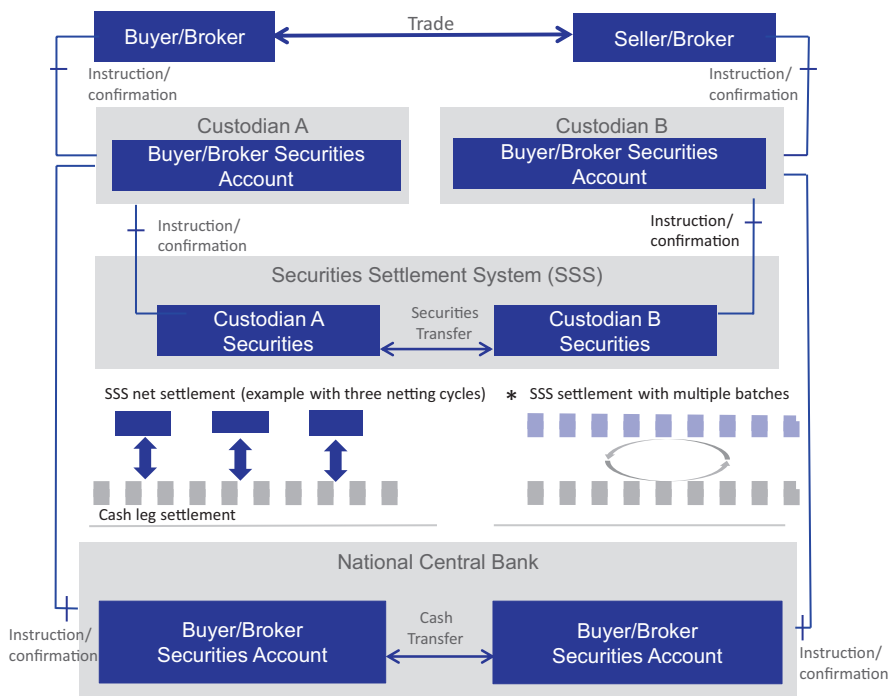 Trade
Buyer/Broker
Seller/Broker
Instruction/
confirmation
Instruction/
confirmation
Custodian A
Buyer/Broker Securities
Account
Custodian B
Buyer/Broker Securities
Account
Instruction/
confirmation
Instruction/
confirmation
Securities Settlement System (SSS)
Custodian A
Securities
Securities
Transfer
Custodian B
Securities
SSS net settlement (example with three netting cycles)
* SSS settlement with multiple batches
Cash leg settlement
National Central Bank
Buyer/Broker
Securities Account
Cash
Transfer
Buyer/Broker
Securities Account
Instruction/
confirmation
Instruction/
confirmation